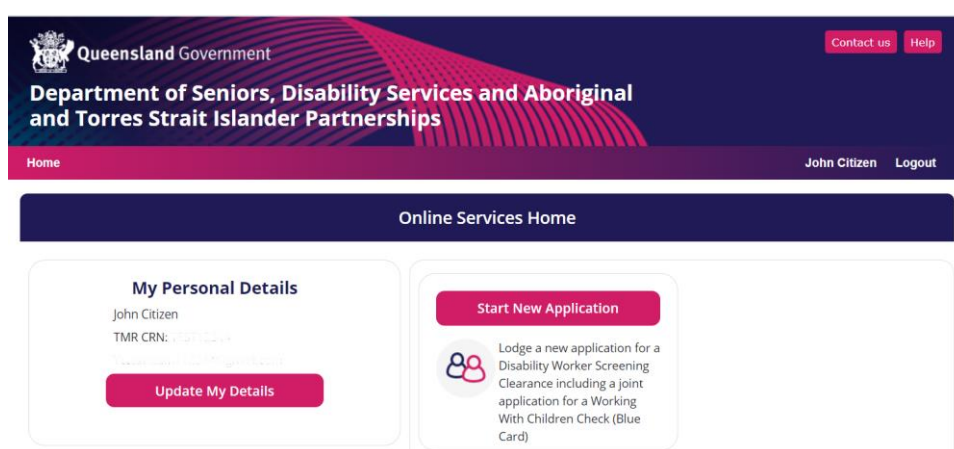 Queensland Government
Contact us
Help
Department of Seniors, Disability Services and Aboriginal
and Torres Strait Islander Partnerships
Home
John Citizen
Logout
Online Services Home
My Personal Details
John Citizen
TMR CRN:
Update My Details
Start New Application
Lodge a new application for a
Disability Worker Screening
Clearance including a joint
application for a Working
With Children Check (Blue
Card)